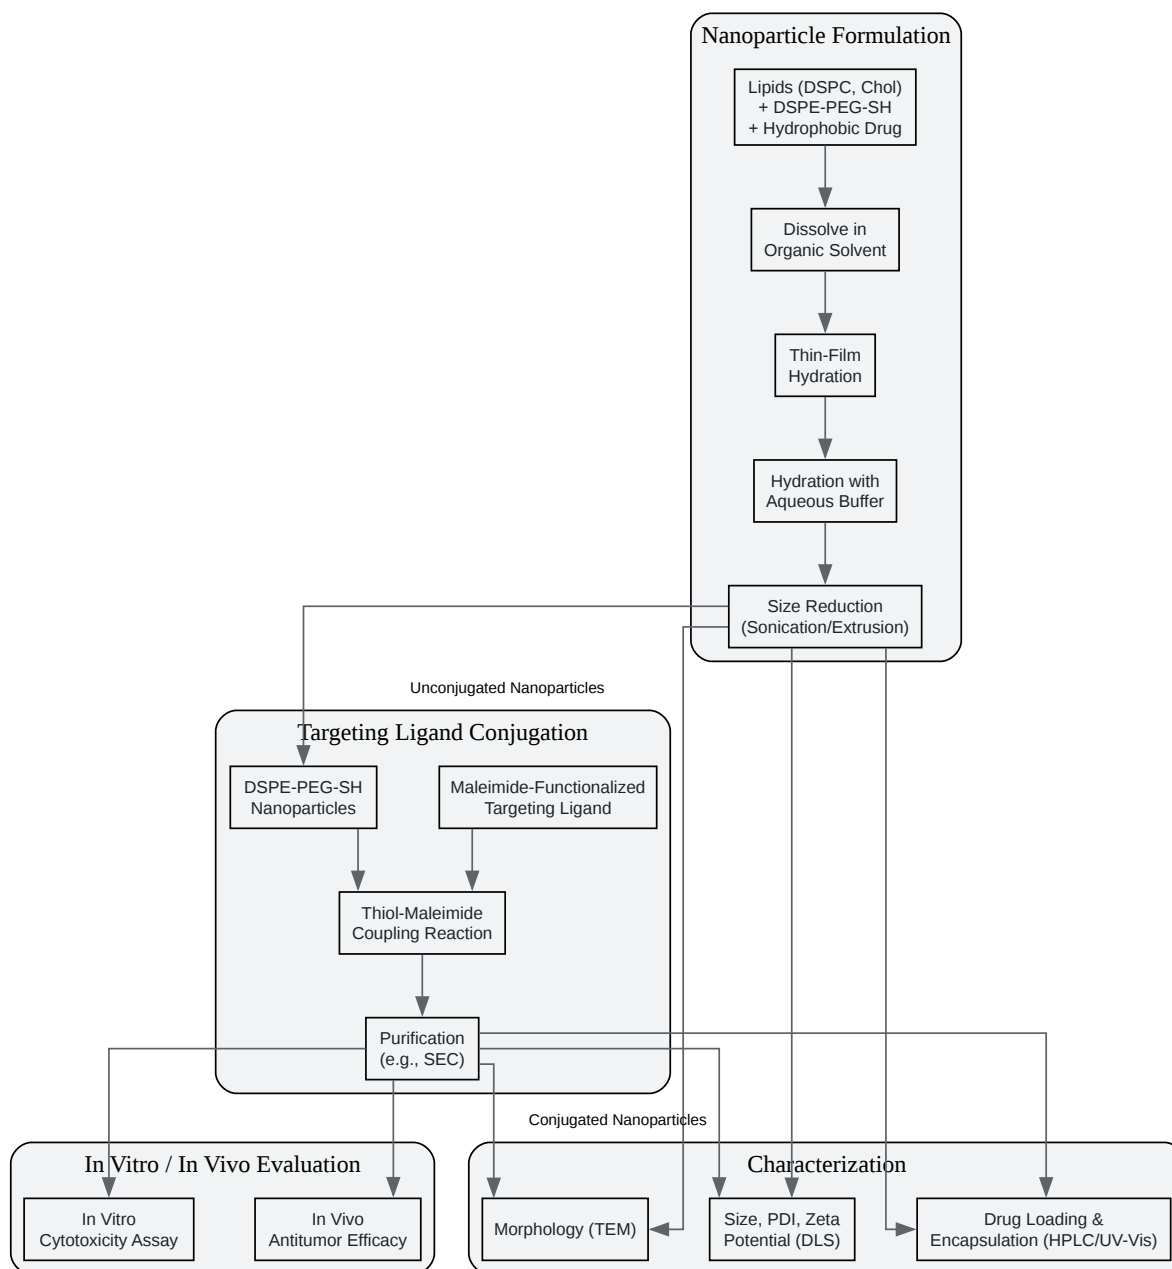 Nanoparticle Formulation
Lipids (DSPC, Chol)
+ DSPE-PEG-SH
+ Hydrophobic Drug
Dissolve in
Organic Solvent
Thin-Film
Hydration
Hydration with
Aqueous Buffer
Size Reduction
(Sonication/Extrusion)
Unconjugated Nanoparticles
Targeting Ligand Conjugation
DSPE-PEG-SH
Nanoparticles
Maleimide-Functionalized
Targeting Ligand
Thiol-Maleimide
Coupling Reaction
Purification
(e.g., SEC)
Conjugated Nanoparticles
In Vitro / In Vivo Evaluation
In Vitro
Cytotoxicity Assay
In Vivo
Antitumor Efficacy
Characterization
Morphology (TEM)
Size, PDI, Zeta
Potential (DLS)
Drug Loading &
Encapsulation (HPLC/UV-Vis)